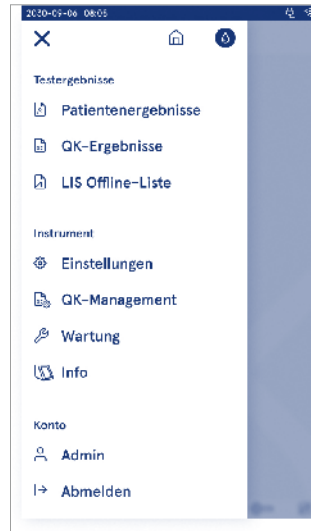 2030-09-06 08:05
Testergebnisse
Patientenergebnisse
QK-Ergebnisse
LIS Offline-Liste
Instrument
Einstellungen
QK-Management
Wartung
Info
Konto
Admin
Abmelden